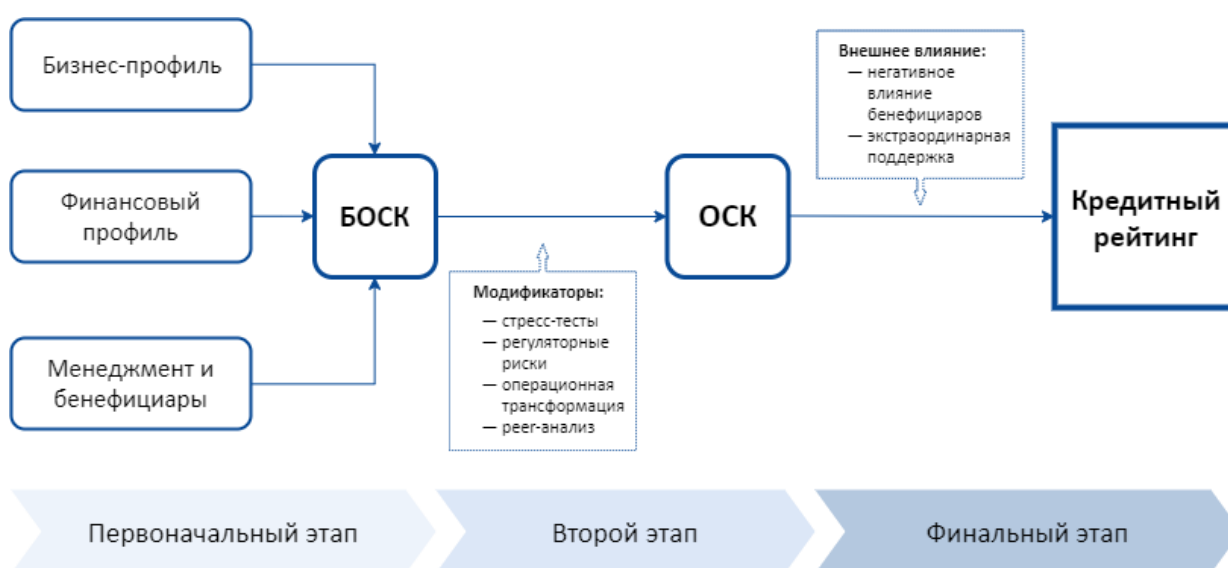 Бизнес-профиль
Финансовый
профиль
Менеджмент и
бенефициары
БОСК
Модификаторы:
— стресс-тесты
— регуляторные
риски
— операционная
трансформация
— peer-анализ
ОСК
Внешнее влияние:
— негативное
влияние
бенефициаров
— экстраординарная
поддержка
Кредитный
рейтинг
Первоначальный этап
Второй этап
Финальный этап